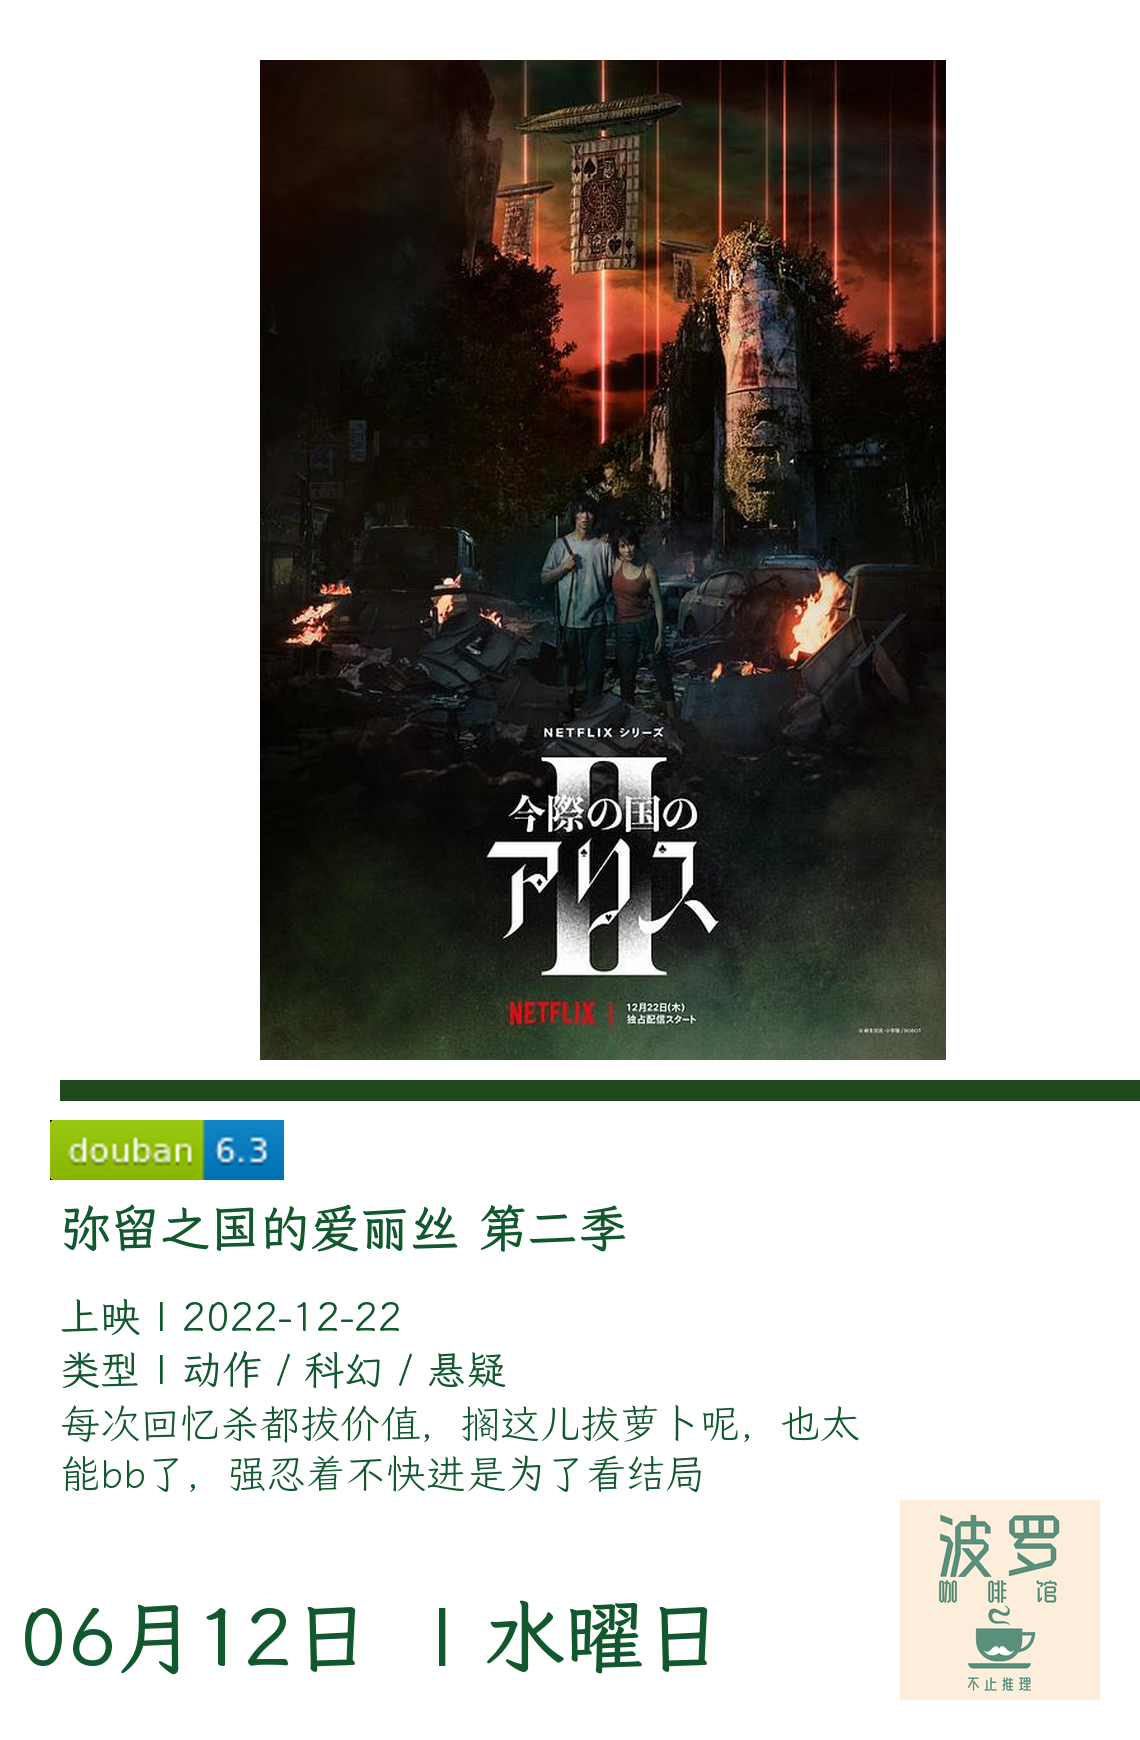 NETFLIX シリーズ
II
今際の国の
アリス
NETFLIX
12月22日(木)
独占配信スタート
douban 6.3
弥留之国的爱丽丝 第二季
上映 | 2022-12-22
类型 | 动作 / 科幻 / 悬疑
每次回忆杀都拔价值，搁这儿拔萝卜呢，也太
能bb了，强忍着不快进是为了看结局
波罗
咖啡馆
不止推理
06月12日 | 水曜日